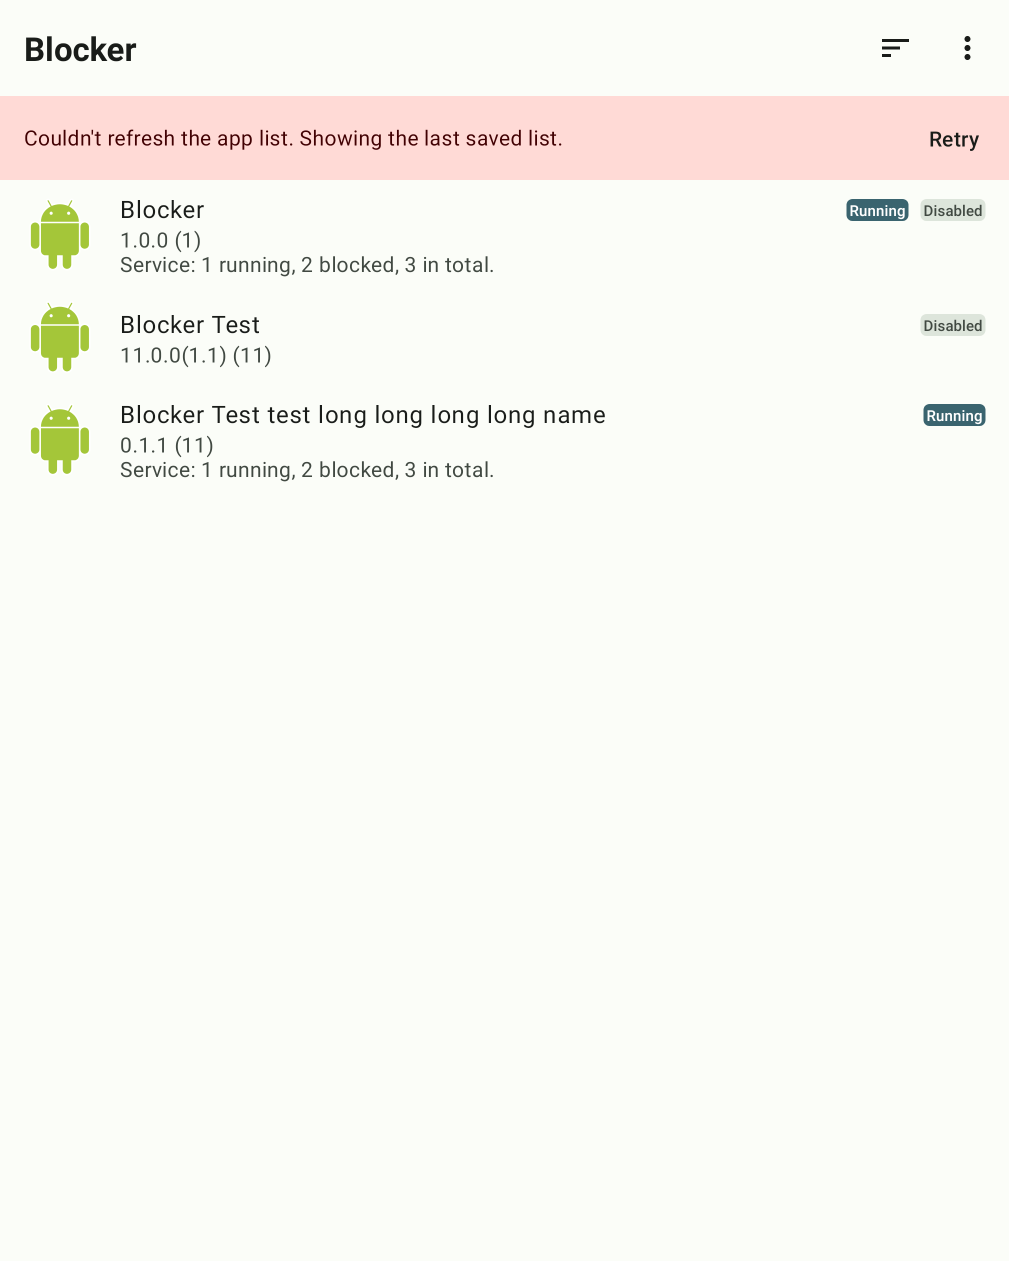 Blocker
Couldn't refresh the app list. Showing the last saved list.
Retry
Blocker
Running
Disabled
1.0.0 (1)
Service: 1 running, 2 blocked, 3 in total.
Blocker Test
Disabled
11.0.0(1.1) (11)
Blocker Test test long long long long name
Running
0.1.1 (11)
Service: 1 running, 2 blocked, 3 in total.